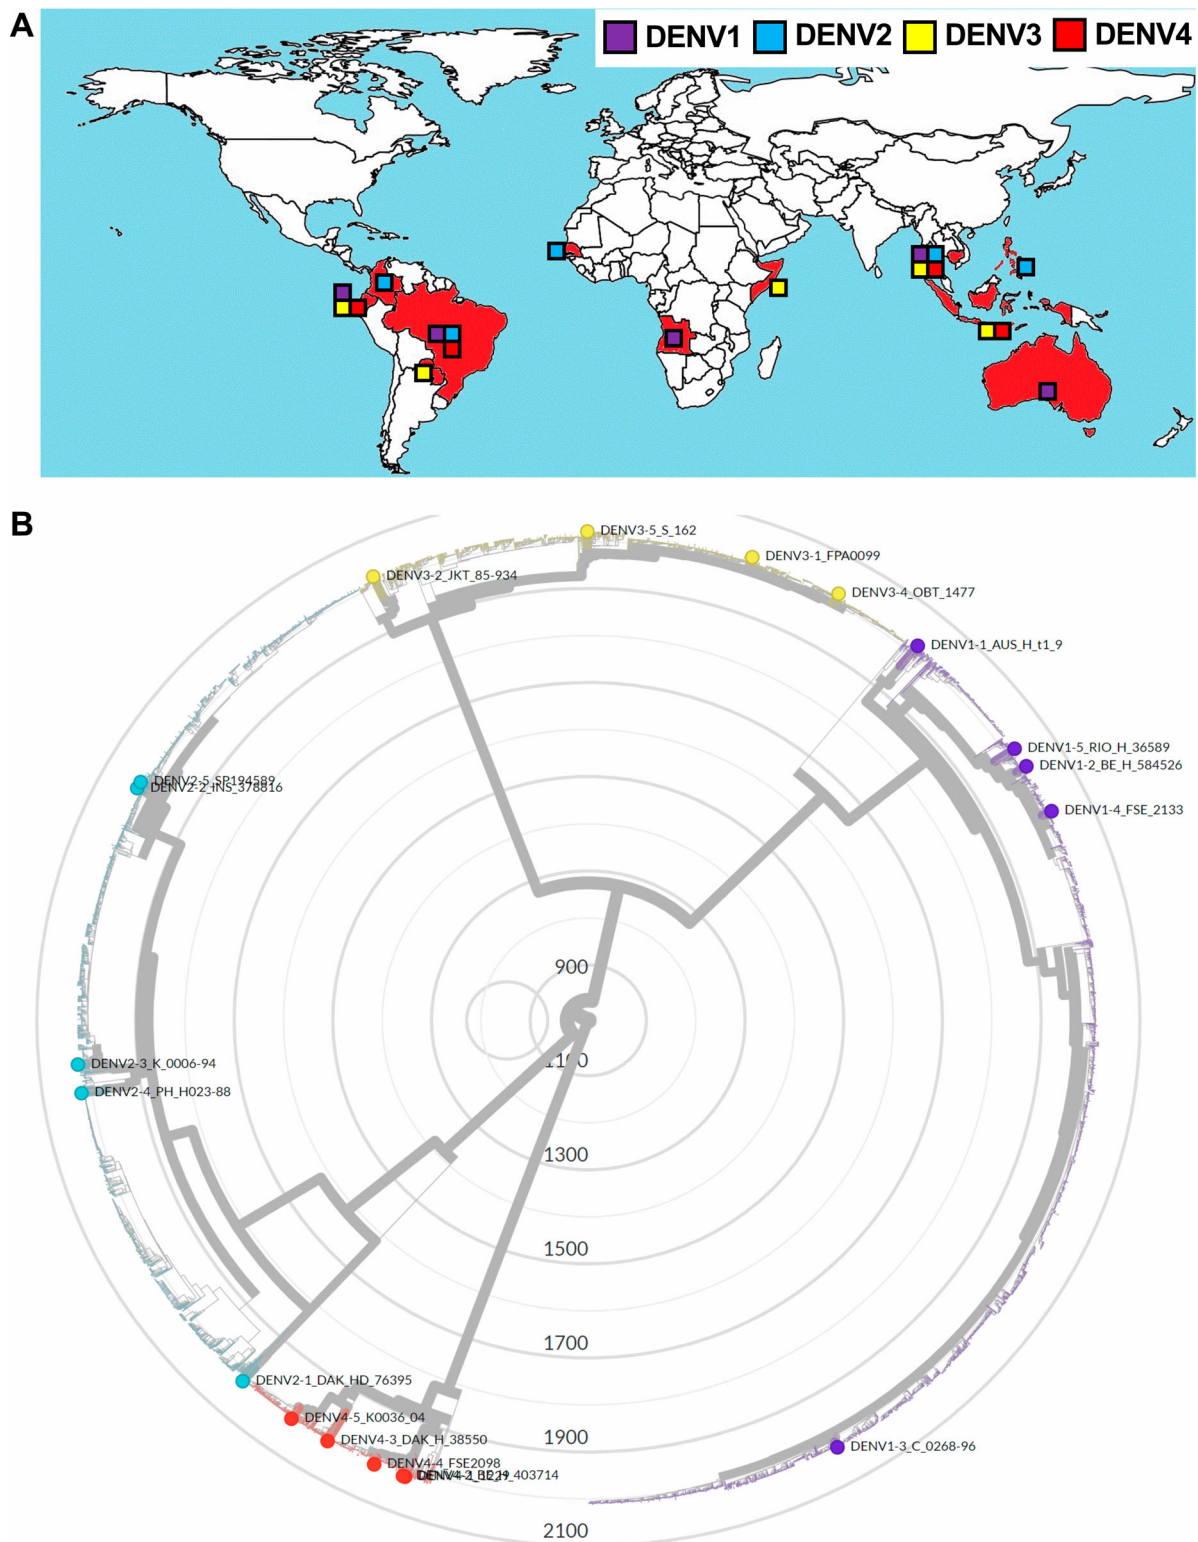 A
DENV1 DENV2 DENV3 DENV4
B
DENV3-5_S_162
DENV3-1_FPA0099
DENV3-2_JKT_85-934
DENV3-4_OBT_1477
DENV1-1_AUS_H_t1_9
DENV1-5_RIO_H_36589
DENV1-2_BE_H_584526
DENV2-5_SP194589
DENV2-2_INS_378816
DENV1-4_FSE_2133
900
1100
DENV2-3_K_0006-94
DENV2-4_PH_H023-88
1300
1500
1700
DENV2-1_DAK_HD_76395
DENV4-5_K0036_04
1900
DENV4-3_DAK_H_38550
DENV1-3_C_0268-96
DENV4-4_FSE2098
403714
2100